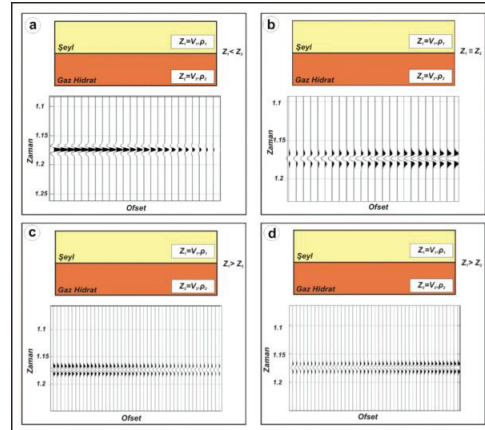 a
Şeyl
Z₁=V₁.ρ₁
Gaz Hidrat
Z₂=V₂.ρ₂
Z₁< Z₂
1.1
1.15
1.2
1.25
Zaman
Ofset
b
Şeyl
Z₁=V₁.ρ₁
Gaz Hidrat
Z₂=V₂.ρ₂
1.1
1.15
1.2
Zaman
Ofset
c
Şeyl
Z₁=V₁.ρ₁
Gaz Hidrat
Z₂=V₂.ρ₂
Z₁> Z₂
1.1
1.15
1.2
Zaman
Ofset
d
Şeyl
Z₁=V₁.ρ₁
Gaz Hidrat
Z₂=V₂.ρ₂
Z₁> Z₂
1.1
1.15
1.2
Zaman
Ofset